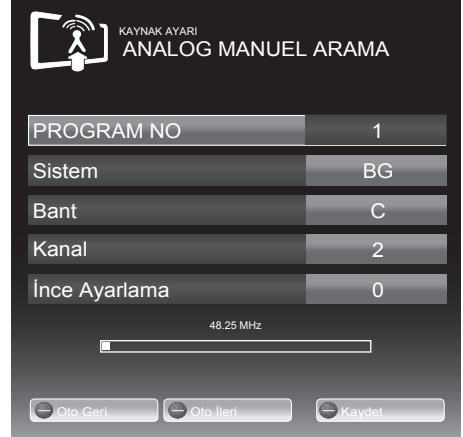 KAYNAK AYARI
ANALOG MANUEL ARAMA
PROGRAM NO 1
Sistem BG
Bant C
Kanal 2
İnce Ayarlama 0
48.25 MHz
Oto Geri Oto İleri Kaydet